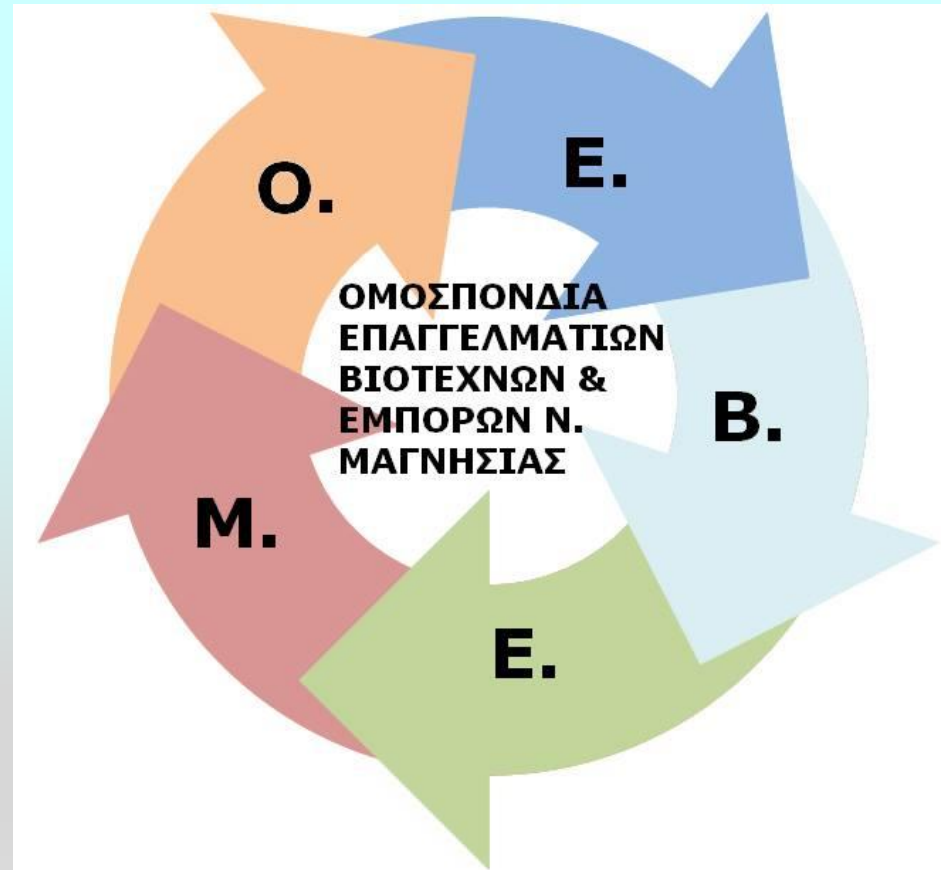 Ο.
Ε.
Β.
Ε.
Μ.
ΟΜΟΣΠΟΝΔΙΑ
ΕΠΑΓΓΕΛΜΑΤΙΩΝ
ΒΙΟΤΕΧΝΩΝ &
ΕΜΠΟΡΩΝ Ν.
ΜΑΓΝΗΣΙΑΣ